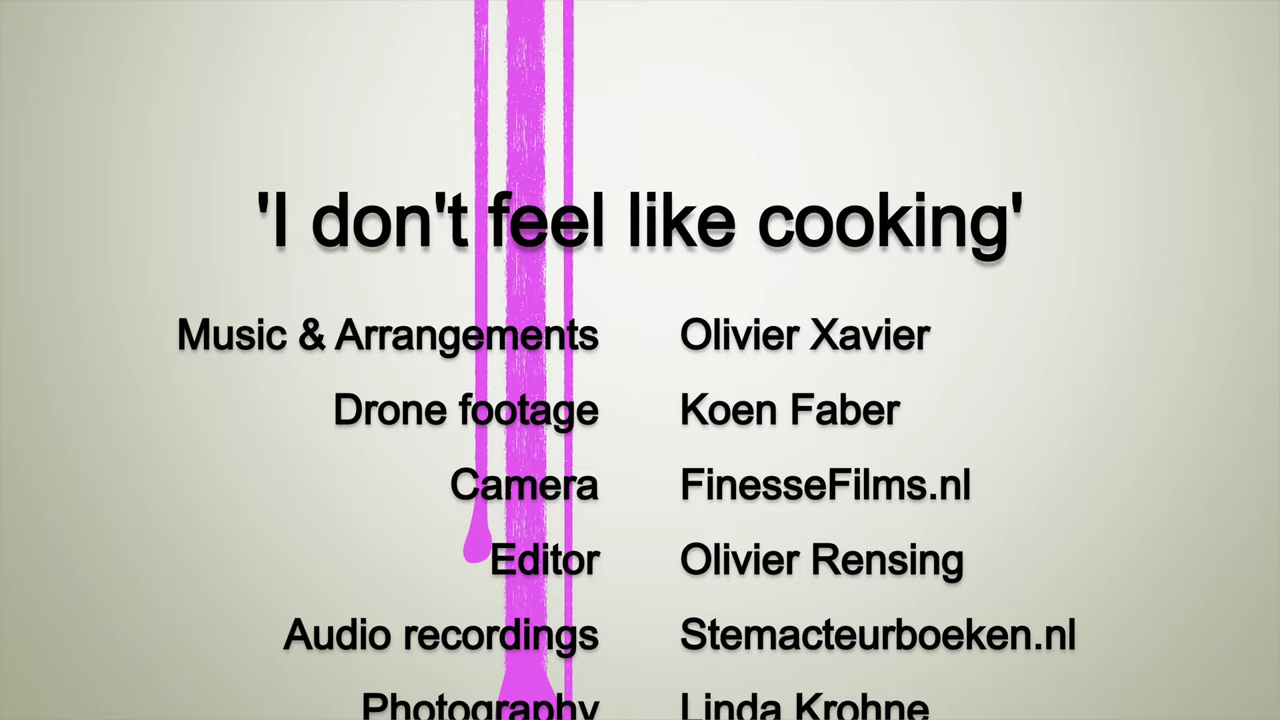 'I don't feel like cooking'
Music & Arrangements Olivier Xavier
Drone footage Koen Faber
Camera FinesseFilms.nl
Editor Olivier Rensing
Audio recordings Stemacteurboeken.nl
Photography Linda Krohne